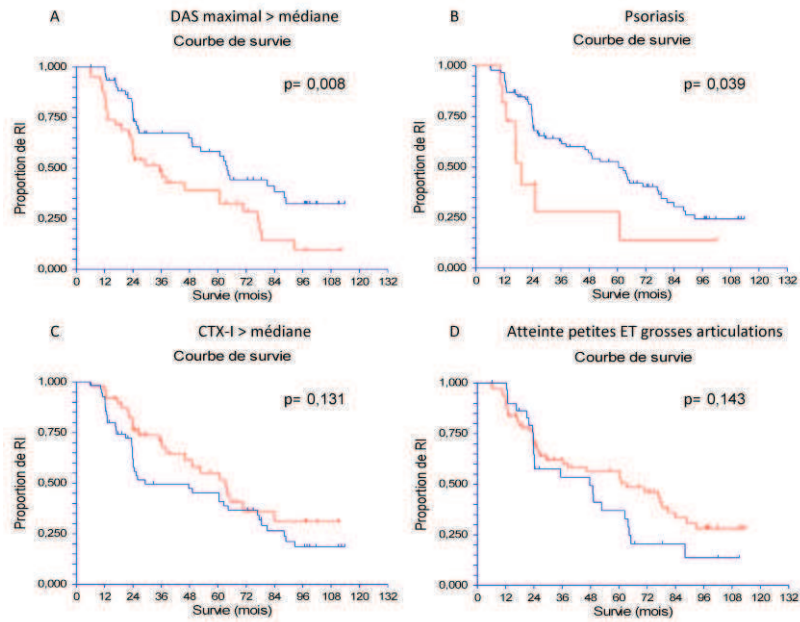 A DAS maximal > médiane
Courbe de survie
p= 0,008
Proportion de RI
1,000
0,750
0,500
0,250
0,000
0 12 24 36 48 60 72 84 96 108 120 132
Survie (mois)
B Psoriasis
Courbe de survie
p= 0,039
Proportion de RI
1,000
0,750
0,500
0,250
0,000
0 12 24 36 48 60 72 84 96 108 120 132
Survie (mois)
C CTX-I > médiane
Courbe de survie
p= 0,131
Proportion de RI
1,000
0,750
0,500
0,250
0,000
0 12 24 36 48 60 72 84 96 108 120 132
Survie (mois)
D Atteinte petites ET grosses articulations
Courbe de survie
p= 0,143
Proportion de RI
1,000
0,750
0,500
0,250
0,000
0 12 24 36 48 60 72 84 96 108 120 132
Survie (mois)